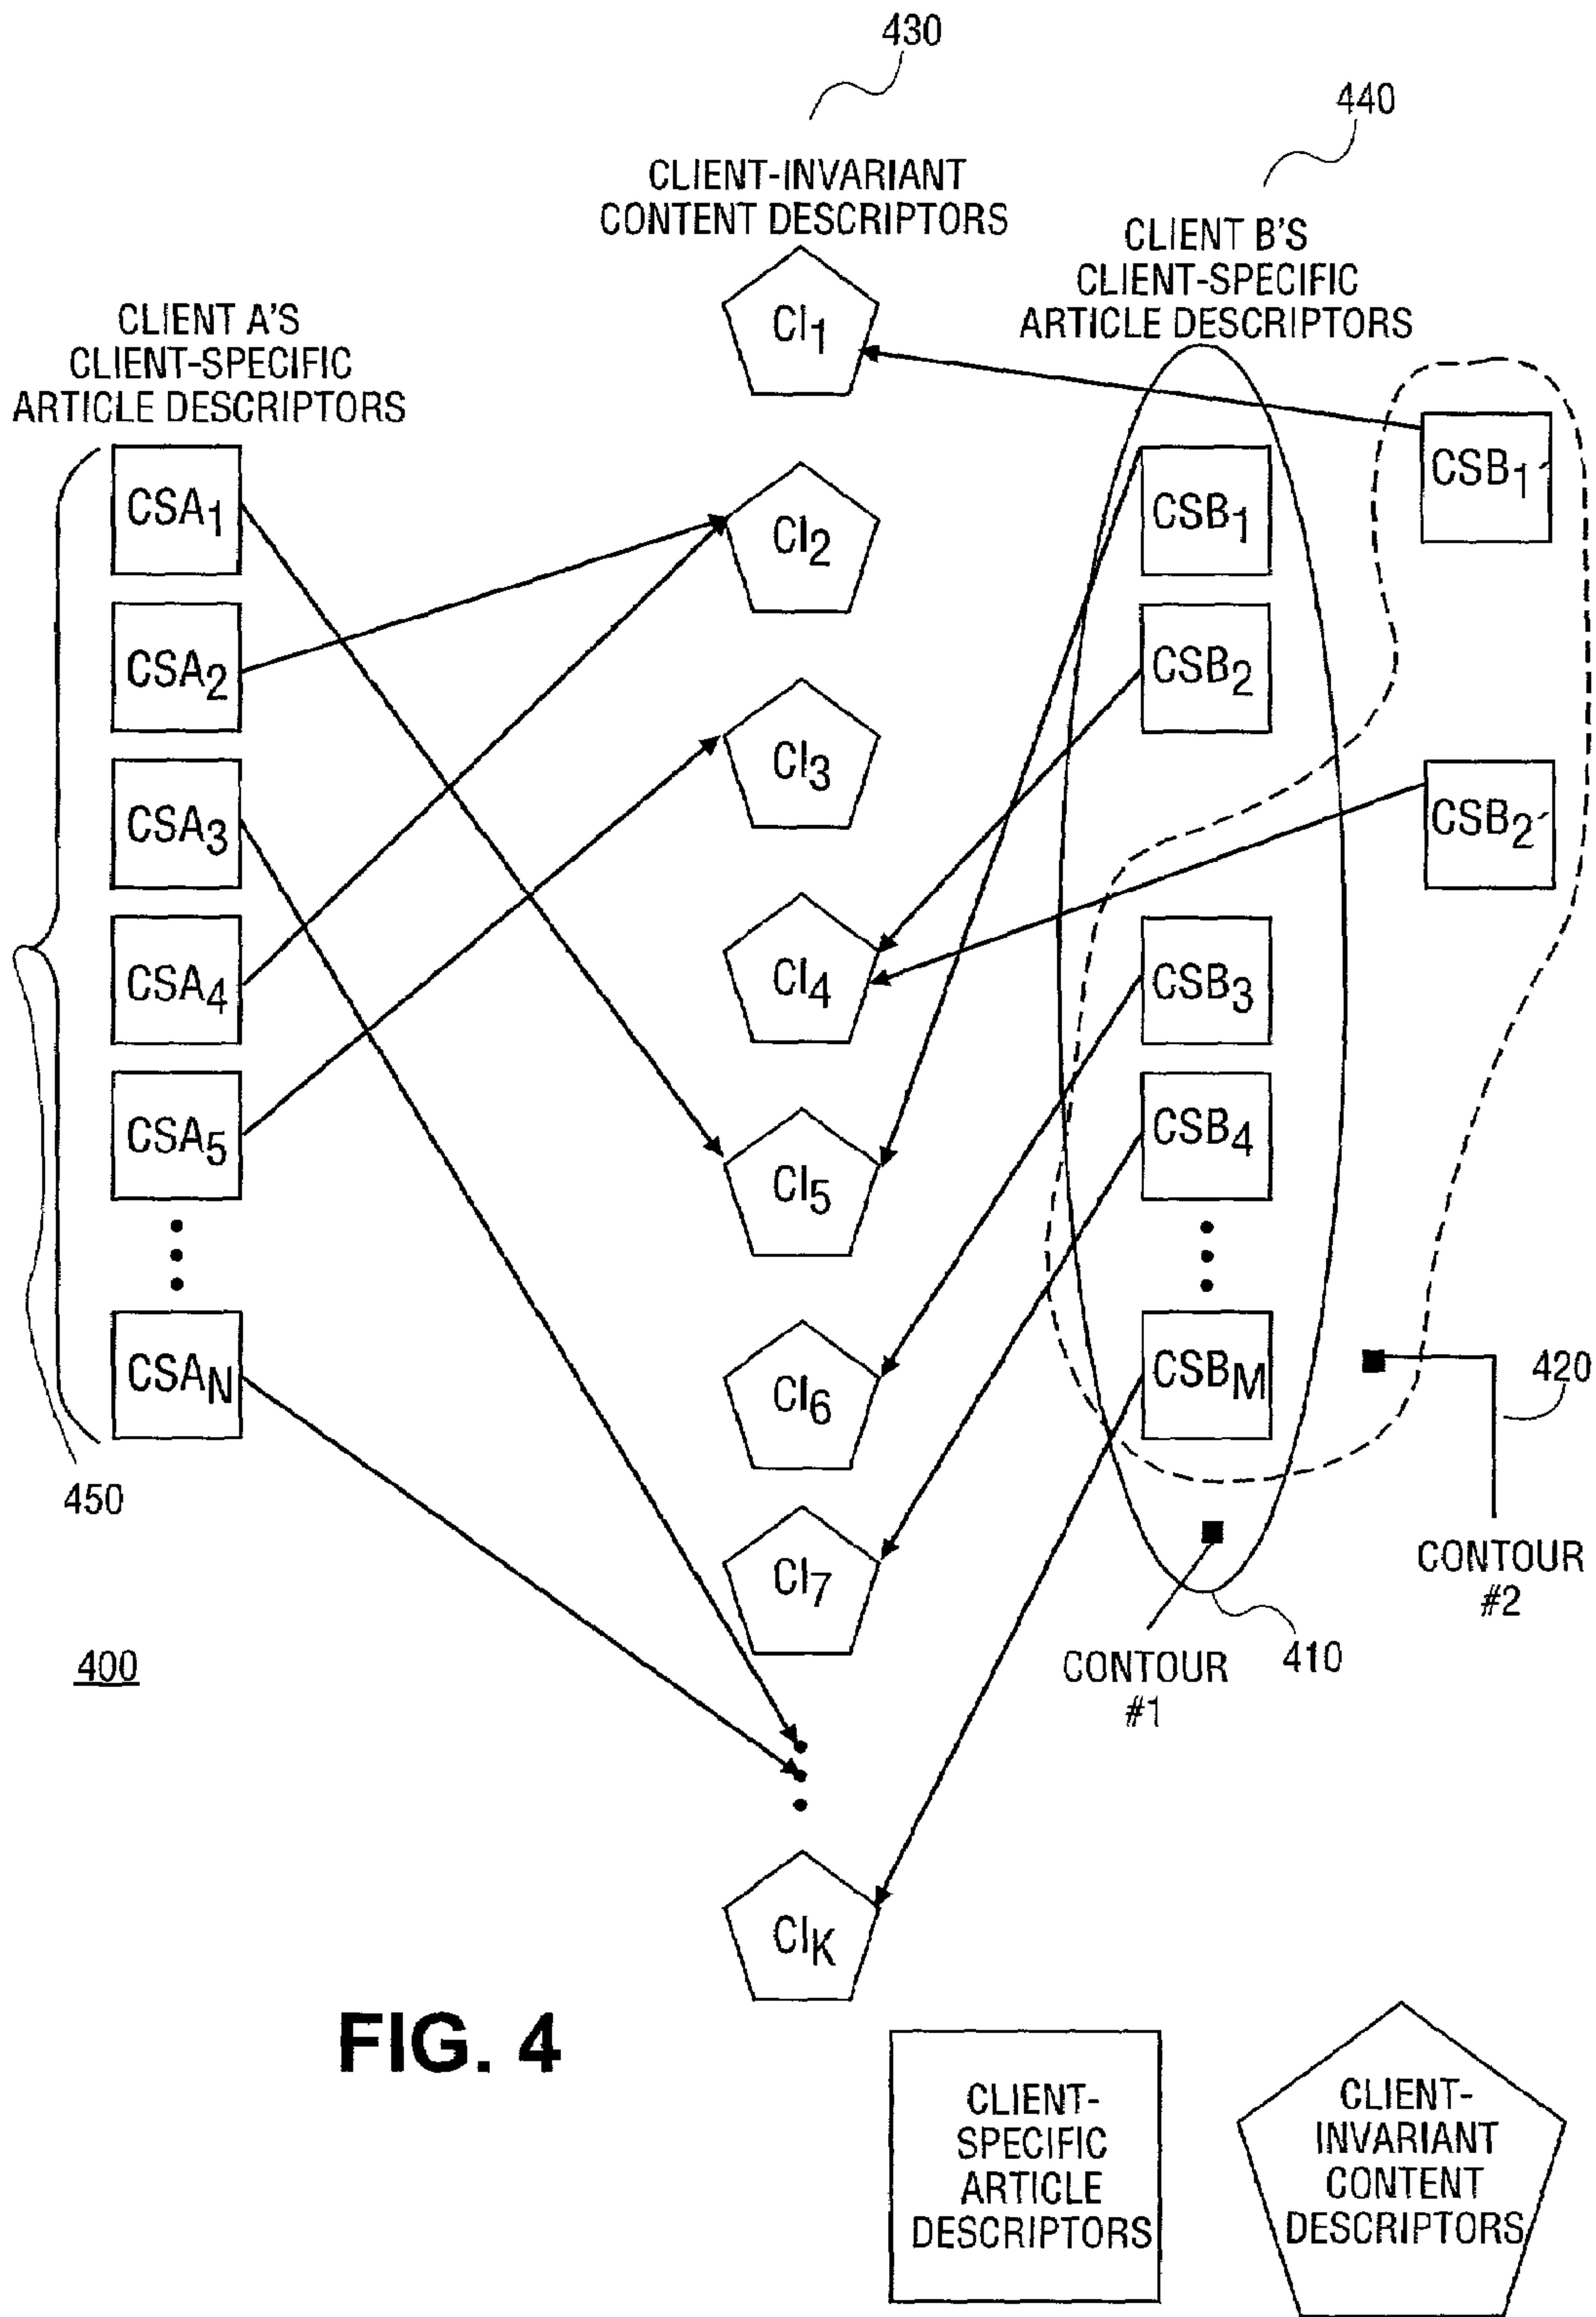 430
440
CLIENT-INVARIANT
CONTENT DESCRIPTORS
CLIENT B'S
CLIENT-SPECIFIC
ARTICLE DESCRIPTORS
CLIENT A'S
CLIENT-SPECIFIC
ARTICLE DESCRIPTORS
CSA1
CSA2
CSA3
CSA4
CSA5
CSAN
450
400
CI1
CI2
CI3
CI4
CI5
CI6
CI7
CIK
CSB1
CSB2
CSB3
CSB4
CSBM
CSB1′
CSB2′
420
CONTOUR
#2
410
CONTOUR
#1
FIG. 4
CLIENT-
SPECIFIC
ARTICLE
DESCRIPTORS
CLIENT-
INVARIANT
CONTENT
DESCRIPTORS